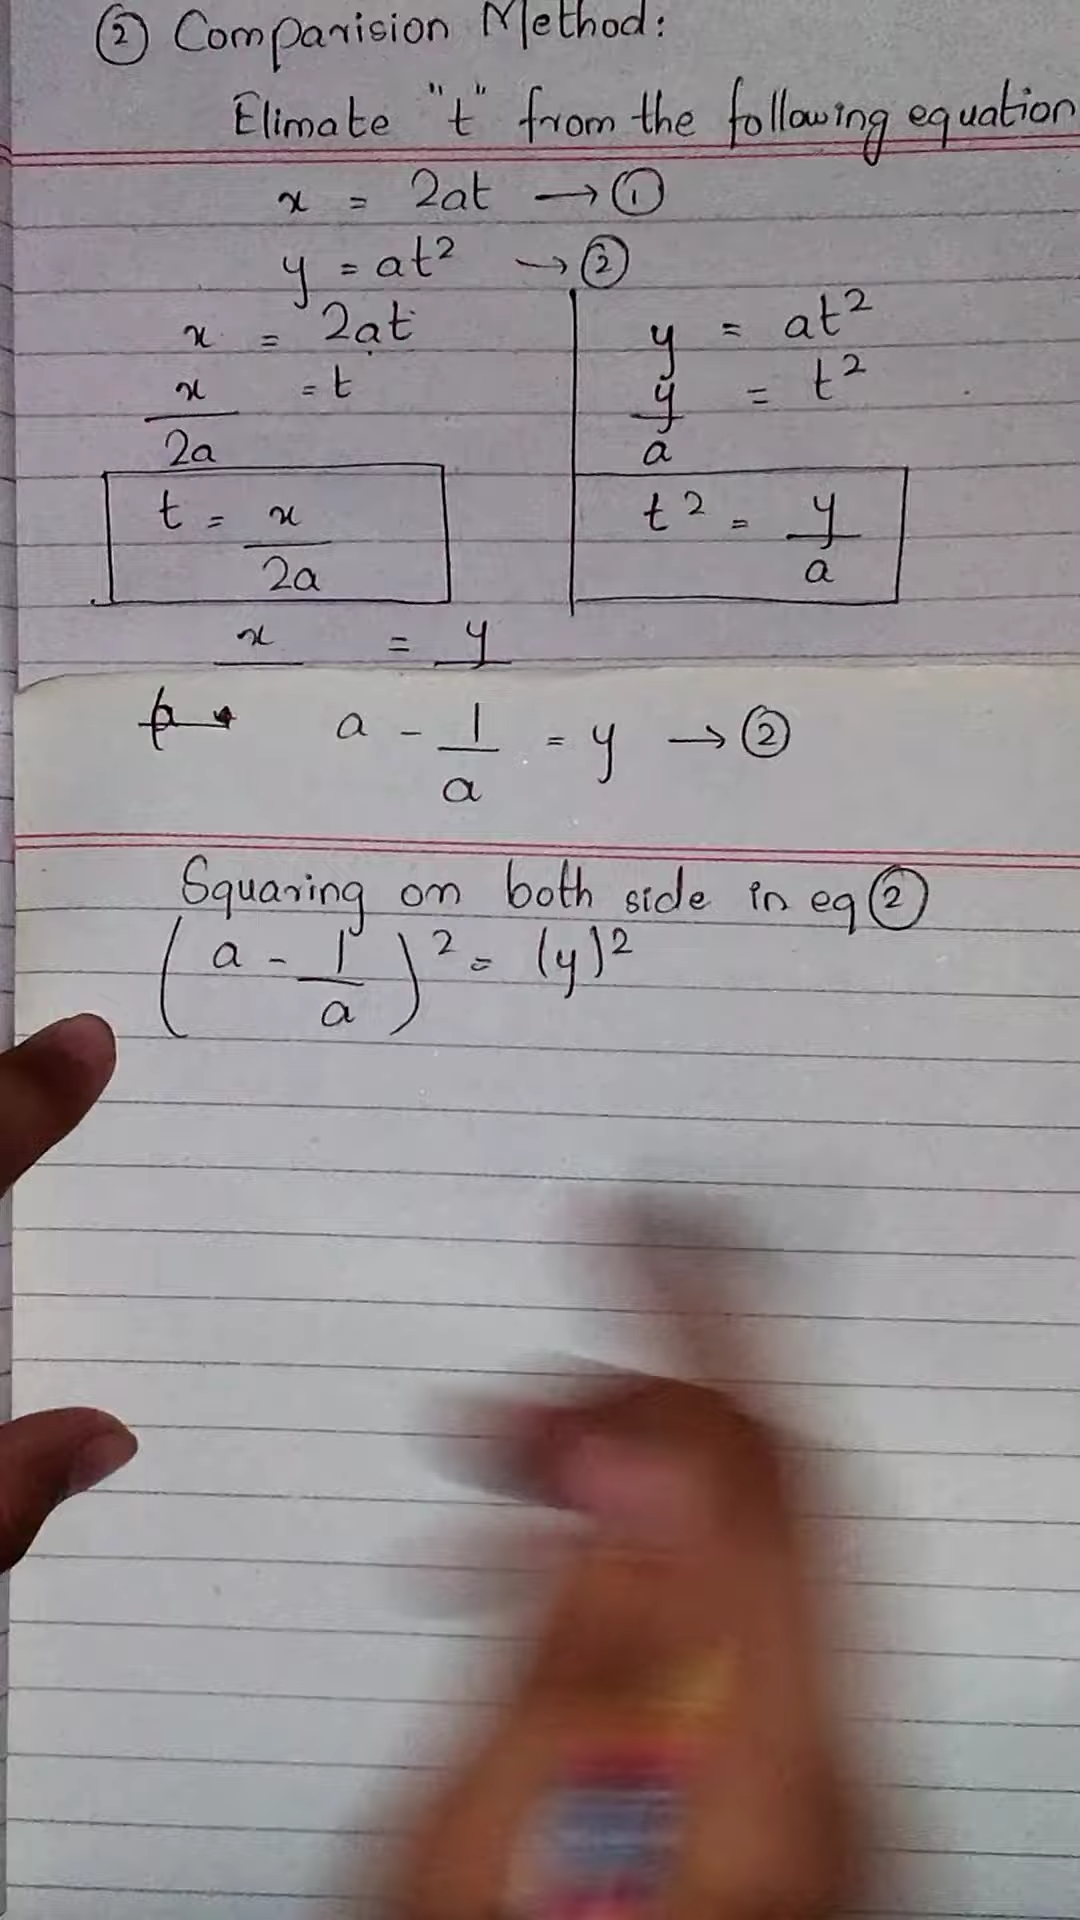 ② Comparision Method:
Elimate "t" from the following equation
x = 2at → ①
y = at² → ②
x = 2at
x/2a = t
t = x/2a
y = at²
y/a = t²
t² = y/a
x = y
a - 1/a = y → ②
Squaring on both side in eq ②
(a - 1/a)² = (y)²